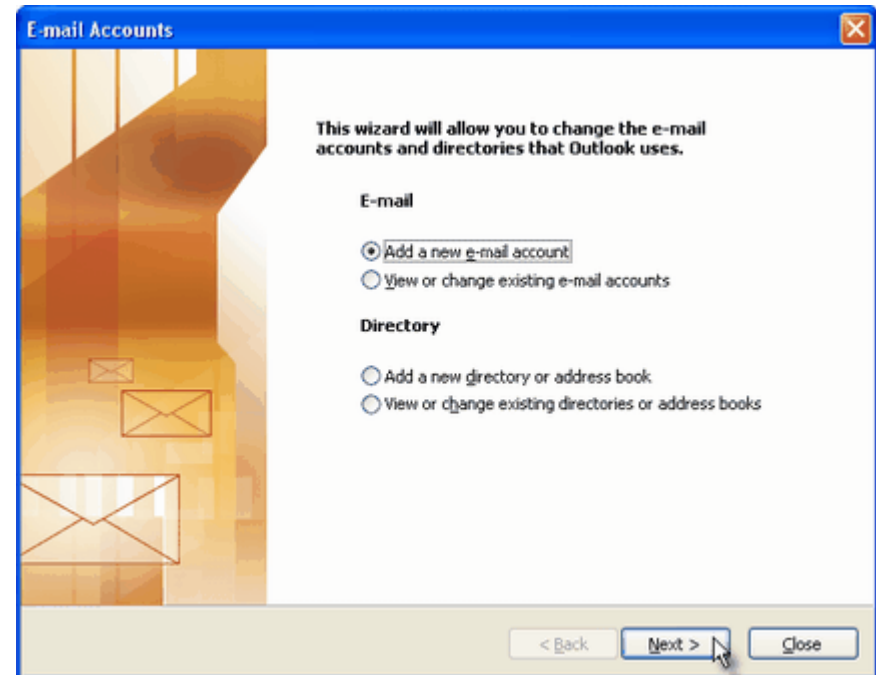 E-mail Accounts
This wizard will allow you to change the e-mail
accounts and directories that Outlook uses.
E-mail
Add a new e-mail account
View or change existing e-mail accounts
Directory
Add a new directory or address book
View or change existing directories or address books
< Back
Next >
Close